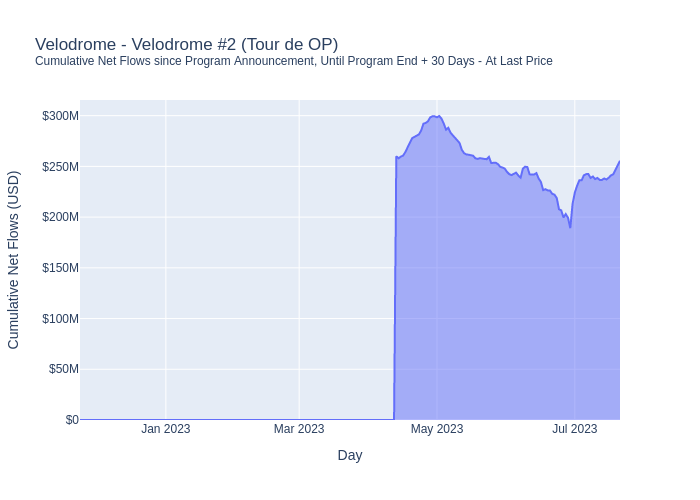 Velodrome - Velodrome #2 (Tour de OP)
Cumulative Net Flows since Program Announcement, Until Program End + 30 Days - At Last Price
$300M
$250M
$200M
$150M
$100M
$50M
$0
Cumulative Net Flows (USD)
Jan 2023 Mar 2023 May 2023 Jul 2023
Day